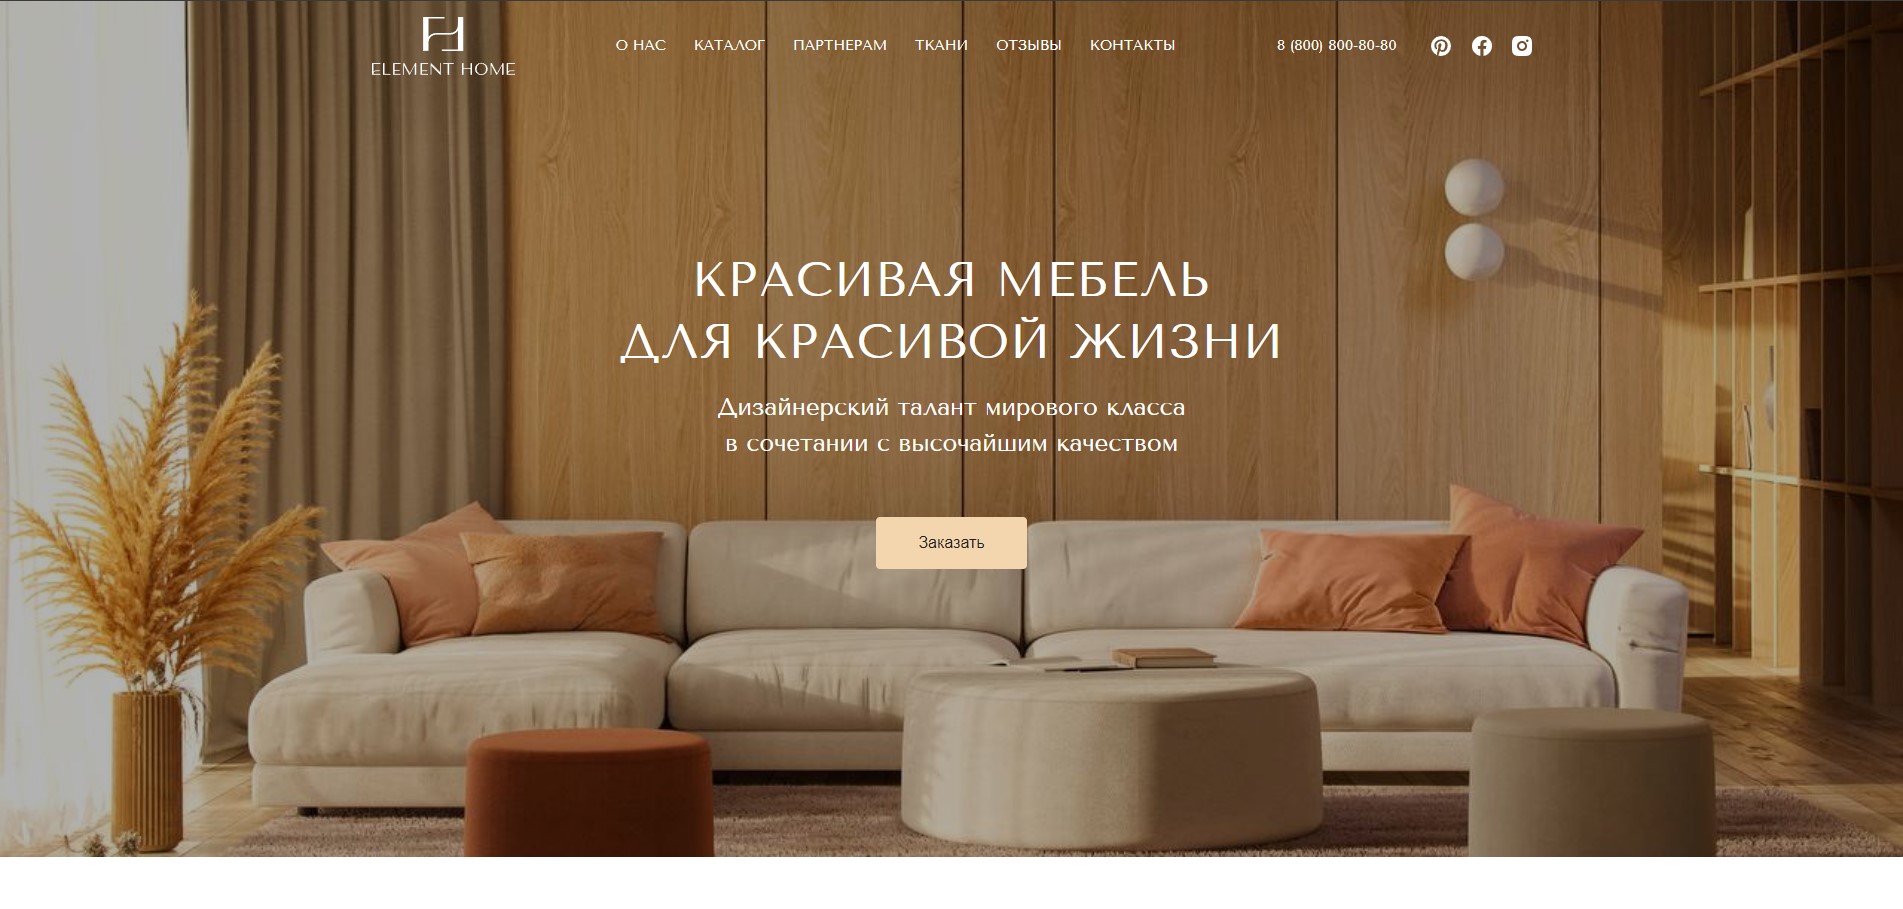 ELEMENT HOME
О НАС КАТАЛОГ ПАРТНЕРАМ ТКАНИ ОТЗЫВЫ КОНТАКТЫ 8 (800) 800-80-80
КРАСИВАЯ МЕБЕЛЬ
ДЛЯ КРАСИВОЙ ЖИЗНИ
Дизайнерский талант мирового класса
в сочетании с высочайшим качеством
Заказать